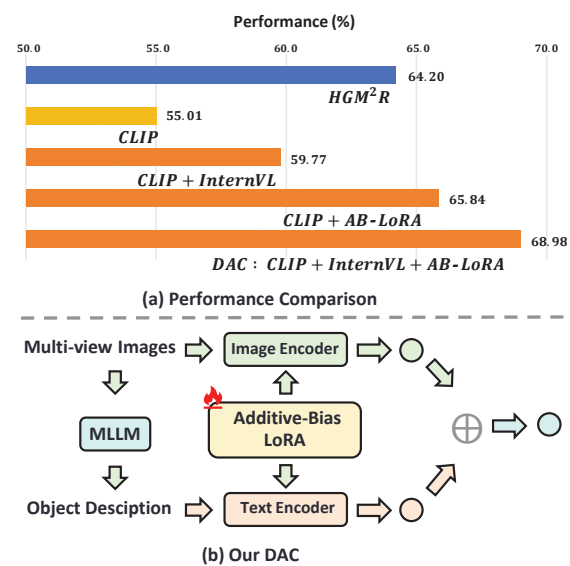 Performance (%)
50.0 55.0 60.0 65.0 70.0
64.20
HGM²R
55.01
CLIP
59.77
CLIP + InternVL
65.84
CLIP + AB-LoRA
68.98
DAC : CLIP + InternVL + AB-LoRA
(a) Performance Comparison
Multi-view Images
Image Encoder
MLLM
Additive-Bias
LoRA
Object Desciption
Text Encoder
(b) Our DAC